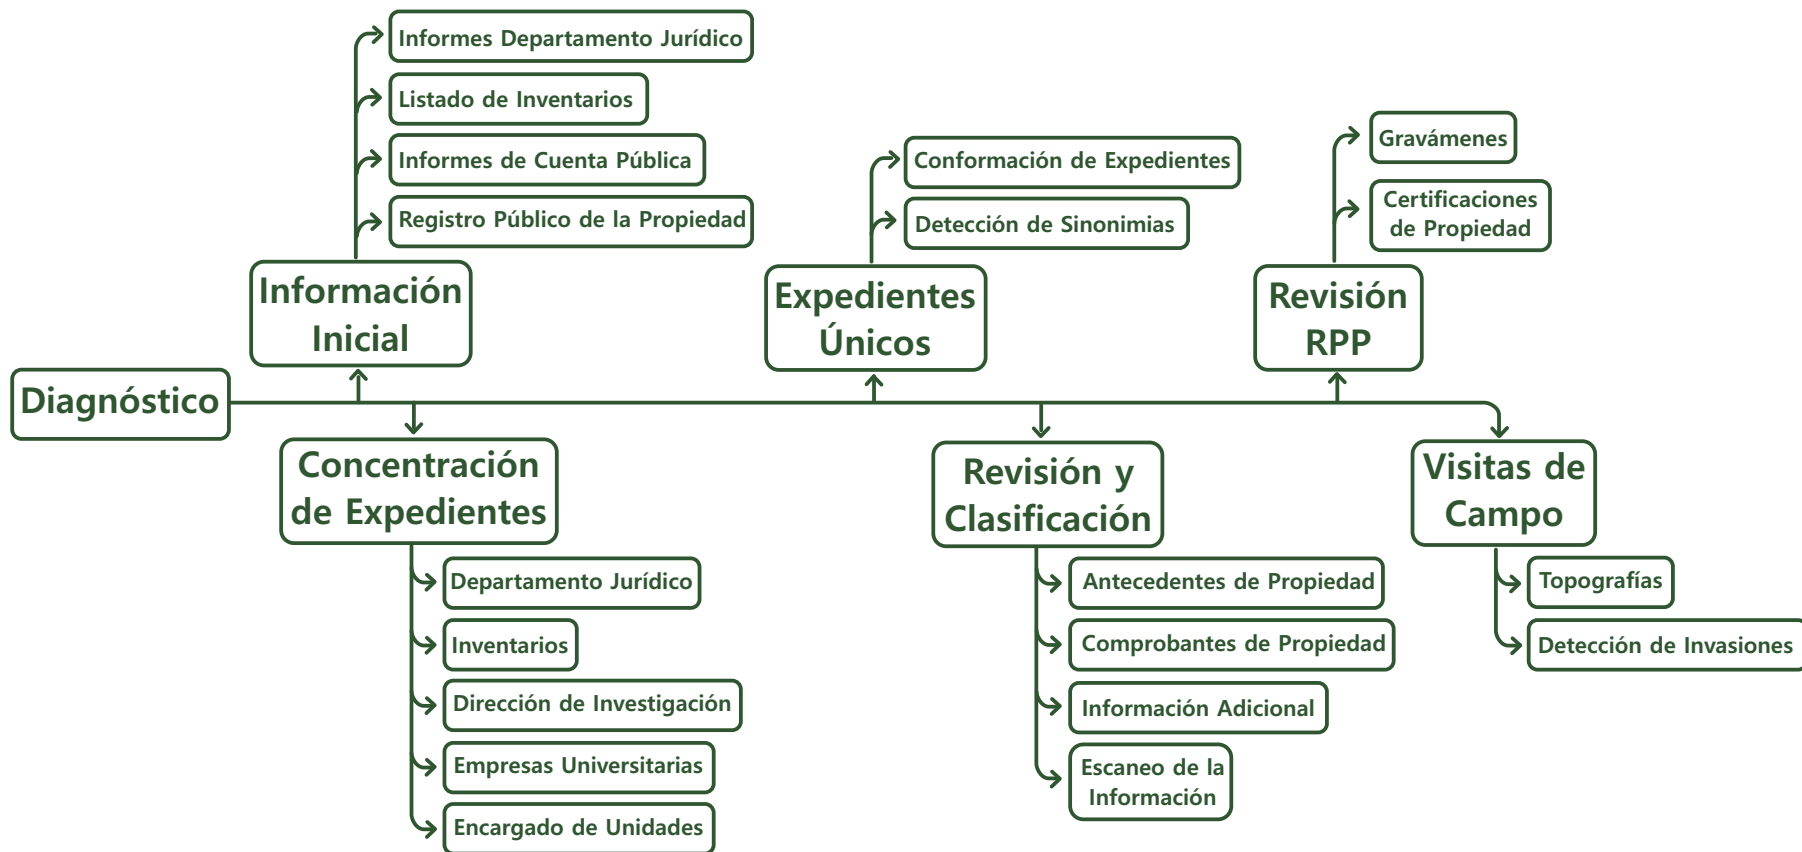 Informes Departamento Jurídico
Listado de Inventarios
Informes de Cuenta Pública
Registro Público de la Propiedad
Información
Inicial
Conformación de Expedientes
Detección de Sinonimias
Expedientes
Únicos
Gravámenes
Certificaciones
de Propiedad
Revisión
RPP
Diagnóstico
Concentración
de Expedientes
Departamento Jurídico
Inventarios
Dirección de Investigación
Empresas Universitarias
Encargado de Unidades
Revisión y
Clasificación
Antecedentes de Propiedad
Comprobantes de Propiedad
Información Adicional
Escaneo de la
Información
Visitas de
Campo
Topografías
Detección de Invasiones